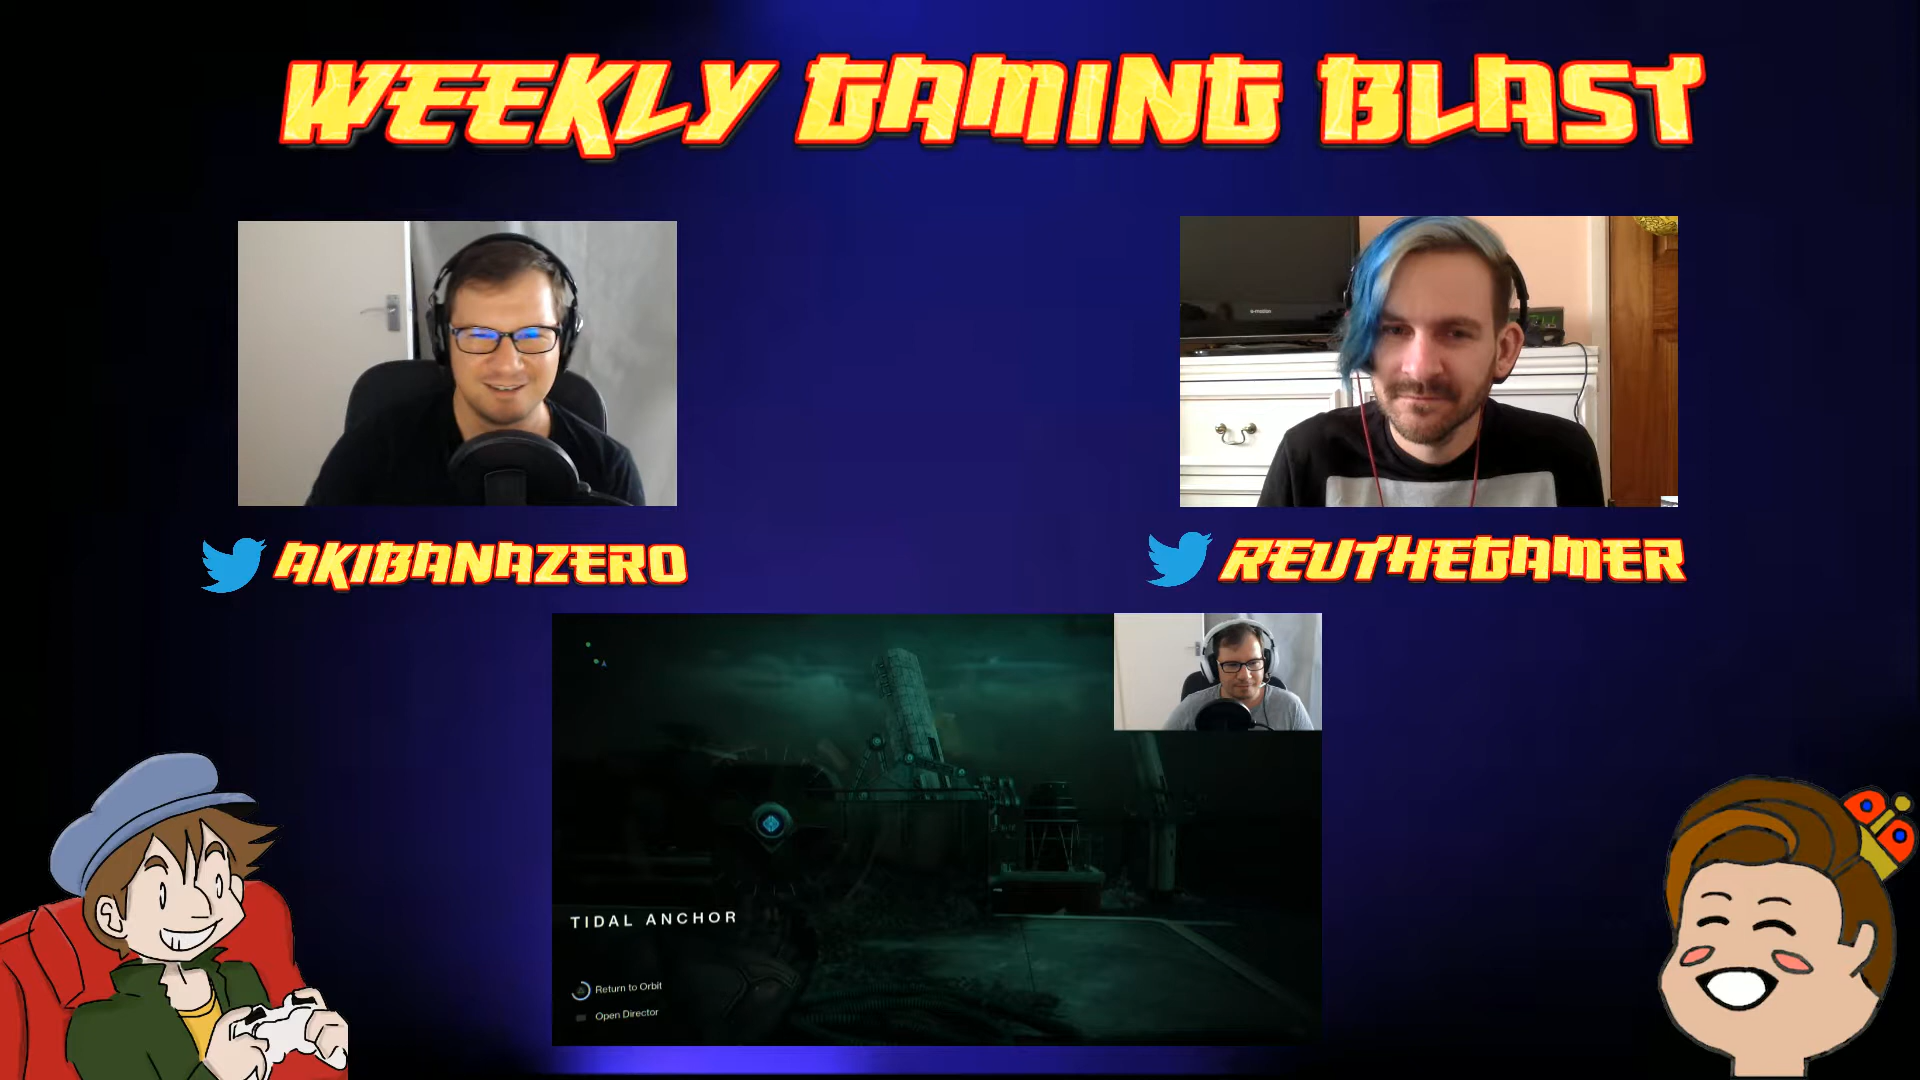 WEEKLY GAMING BLAST
AKIBANAZERO
REUTHEGAMER
TIDAL ANCHOR
Return to Orbit
Open Director